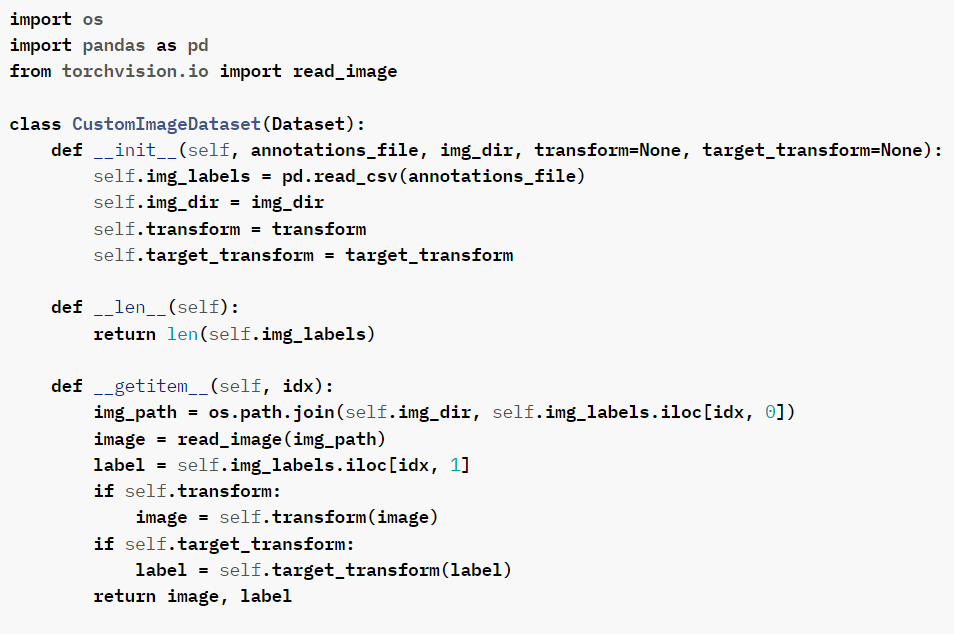 import os
import pandas as pd
from torchvision.io import read_image

class CustomImageDataset(Dataset):
    def __init__(self, annotations_file, img_dir, transform=None, target_transform=None):
        self.img_labels = pd.read_csv(annotations_file)
        self.img_dir = img_dir
        self.transform = transform
        self.target_transform = target_transform

    def __len__(self):
        return len(self.img_labels)

    def __getitem__(self, idx):
        img_path = os.path.join(self.img_dir, self.img_labels.iloc[idx, 0])
        image = read_image(img_path)
        label = self.img_labels.iloc[idx, 1]
        if self.transform:
            image = self.transform(image)
        if self.target_transform:
            label = self.target_transform(label)
        return image, label